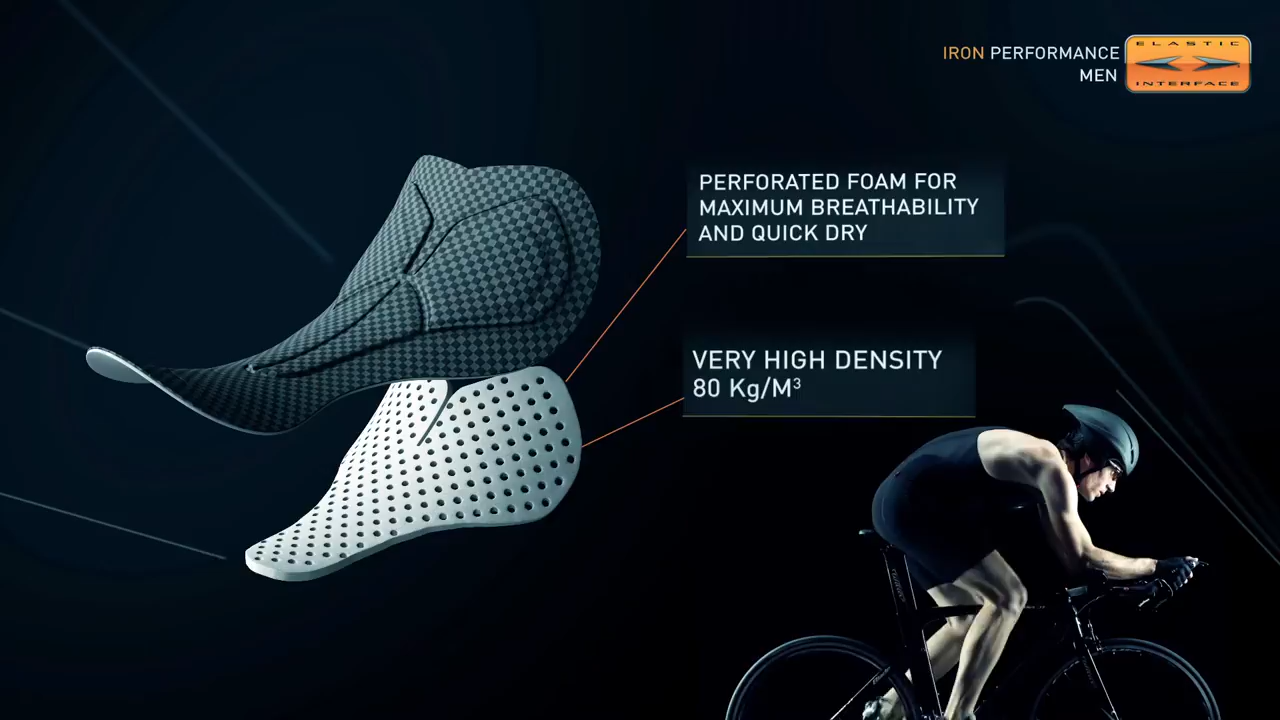 IRON PERFORMANCE
MEN
ELASTIC
INTERFACE
PERFORATED FOAM FOR
MAXIMUM BREATHABILITY
AND QUICK DRY
VERY HIGH DENSITY
80 Kg/M³